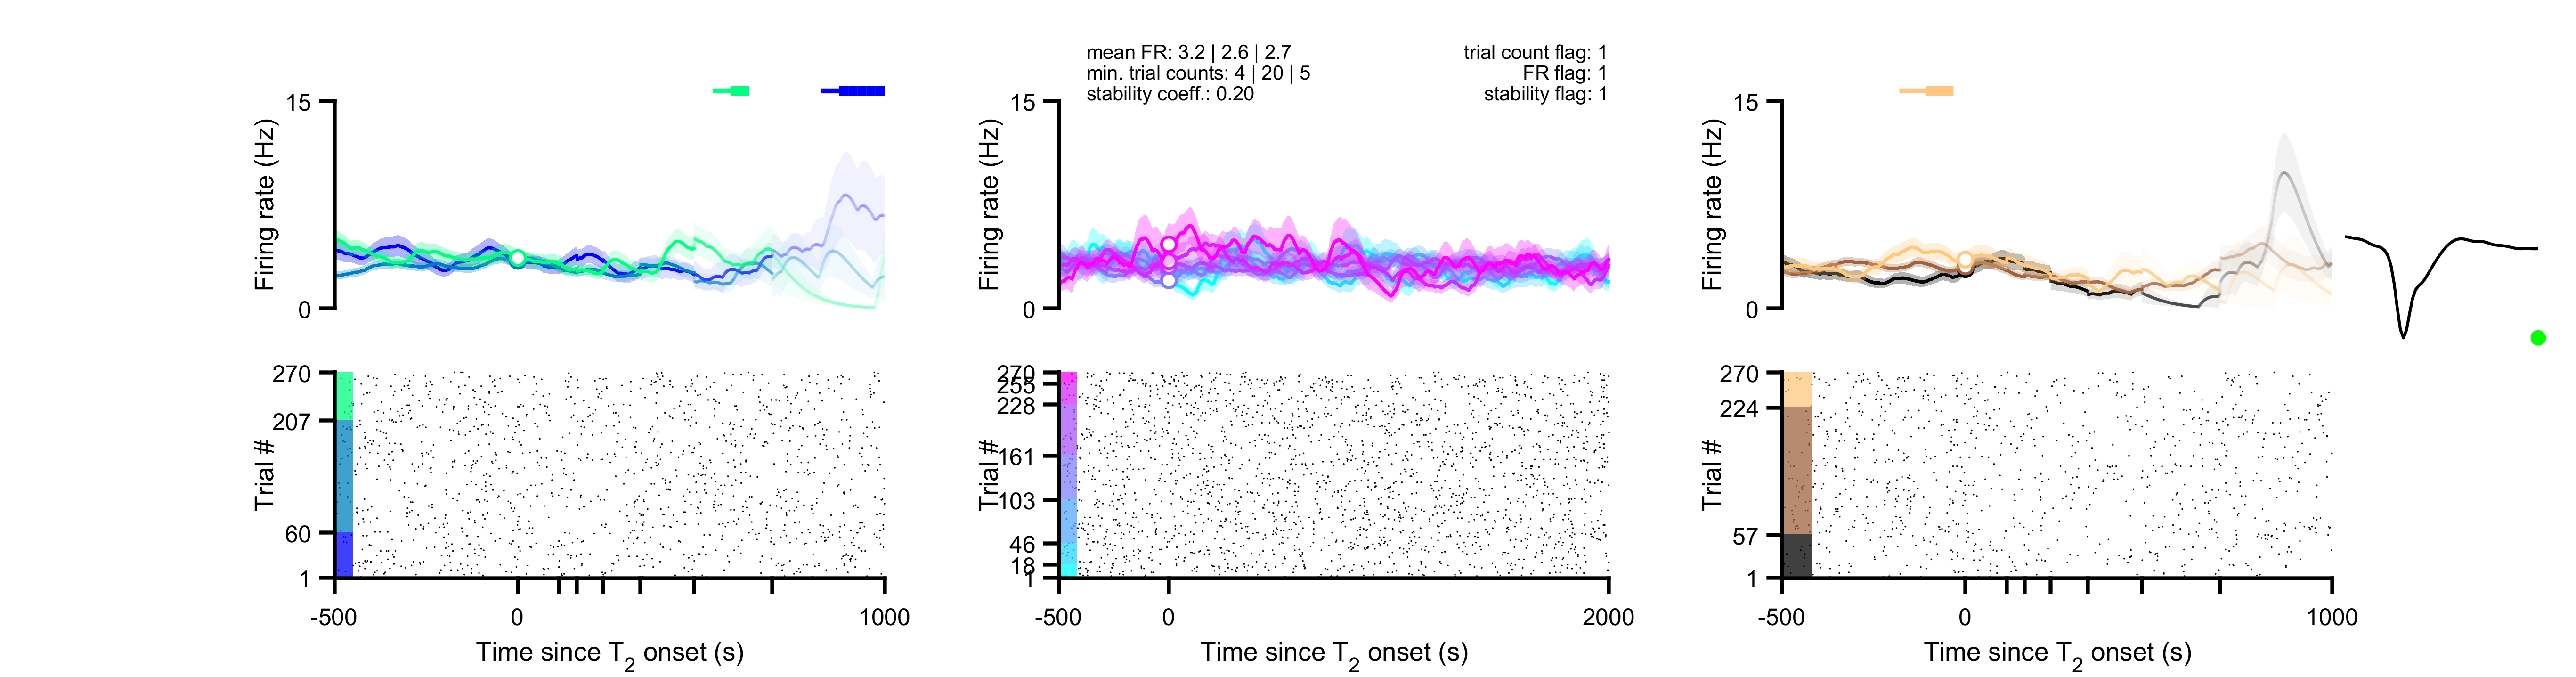 mean FR: 3.2 | 2.6 | 2.7
min. trial counts: 4 | 20 | 5
stability coeff.: 0.20
trial count flag: 1
FR flag: 1
stability flag: 1
15
0
Firing rate (Hz)
270
207
60
1
Trial #
-500
0
1000
Time since T2 onset (s)
15
0
Firing rate (Hz)
270
255
228
161
103
46
18
1
Trial #
-500
0
2000
Time since T2 onset (s)
15
0
Firing rate (Hz)
270
224
57
1
Trial #
-500
0
1000
Time since T2 onset (s)